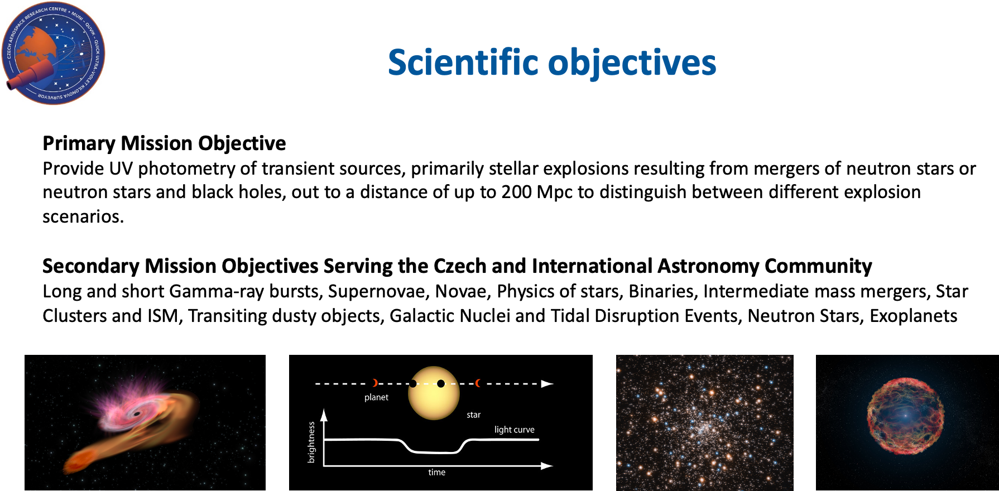 CZECH AEROSPACE RESEARCH CENTRE • MUNI – QUVIK – QUICK ULTRA-VIOLET KILONOVA SURVEYOR
Scientific objectives
Primary Mission Objective
Provide UV photometry of transient sources, primarily stellar explosions resulting from mergers of neutron stars or
neutron stars and black holes, out to a distance of up to 200 Mpc to distinguish between different explosion
scenarios.
Secondary Mission Objectives Serving the Czech and International Astronomy Community
Long and short Gamma-ray bursts, Supernovae, Novae, Physics of stars, Binaries, Intermediate mass mergers, Star
Clusters and ISM, Transiting dusty objects, Galactic Nuclei and Tidal Disruption Events, Neutron Stars, Exoplanets
planet
star
light curve
brightness
time